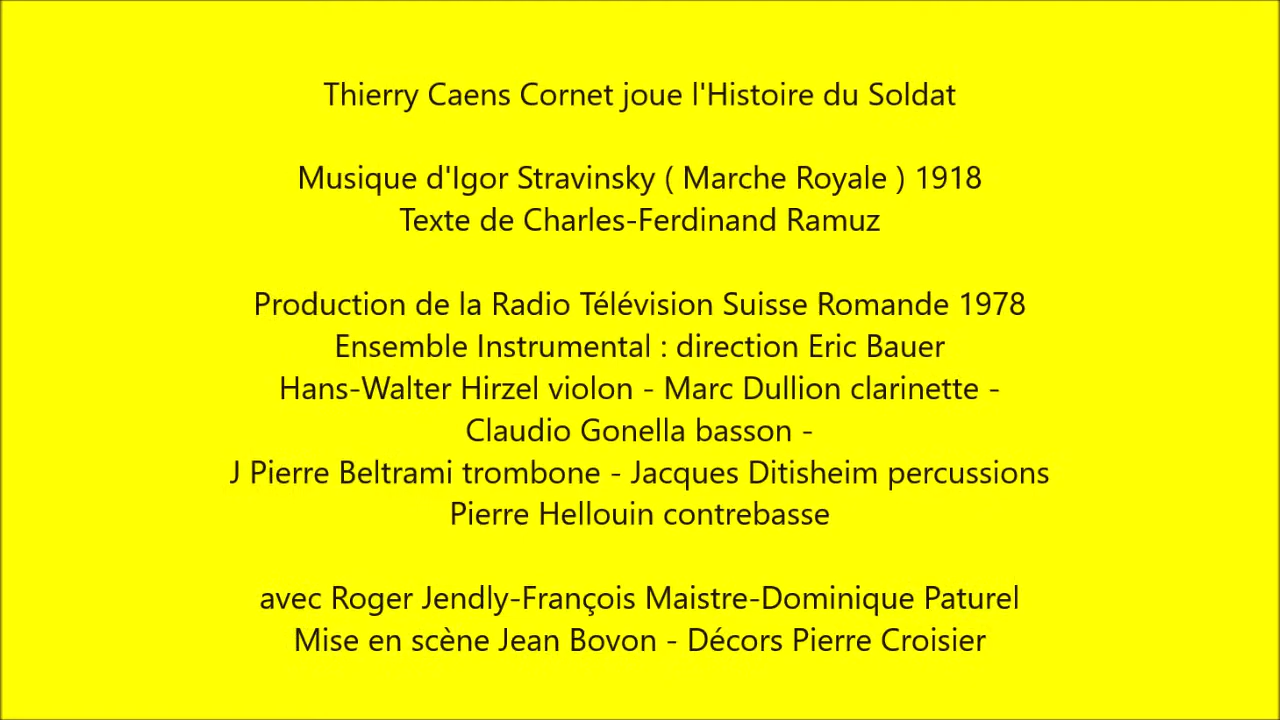 Thierry Caens Cornet joue l'Histoire du Soldat
Musique d'Igor Stravinsky ( Marche Royale ) 1918
Texte de Charles-Ferdinand Ramuz
Production de la Radio Télévision Suisse Romande 1978
Ensemble Instrumental : direction Eric Bauer
Hans-Walter Hirzel violon - Marc Dullion clarinette -
Claudio Gonella basson -
J Pierre Beltrami trombone - Jacques Ditisheim percussions
Pierre Hellouin contrebasse
avec Roger Jendly-François Maistre-Dominique Paturel
Mise en scène Jean Bovon - Décors Pierre Croisier